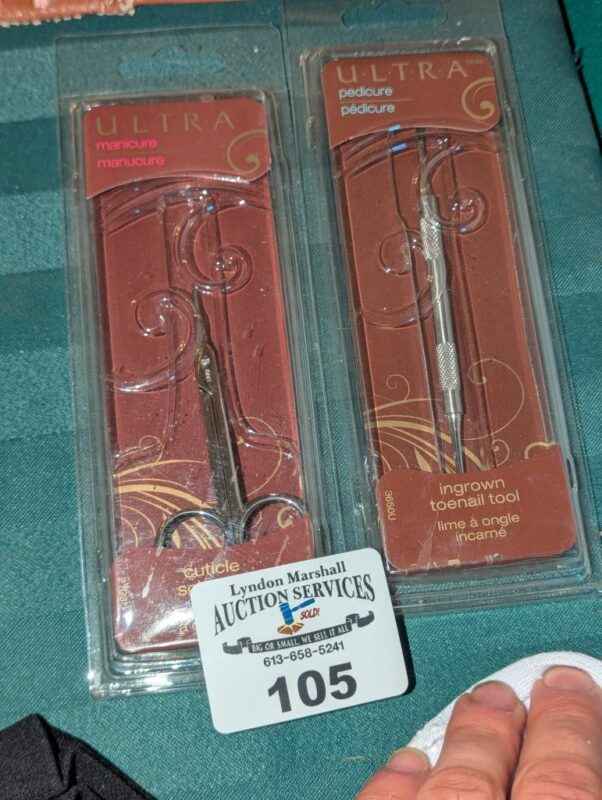 ULTRA
manicure
manucure
cuticle
ULTRA
pedicure
pédicure
ingrown
toenail tool
lime à ongle
incarné
3650U
Lyndon Marshall
AUCTION SERVICES
SOLD!
BIG OR SMALL, WE SELL IT ALL
613-658-5241
105